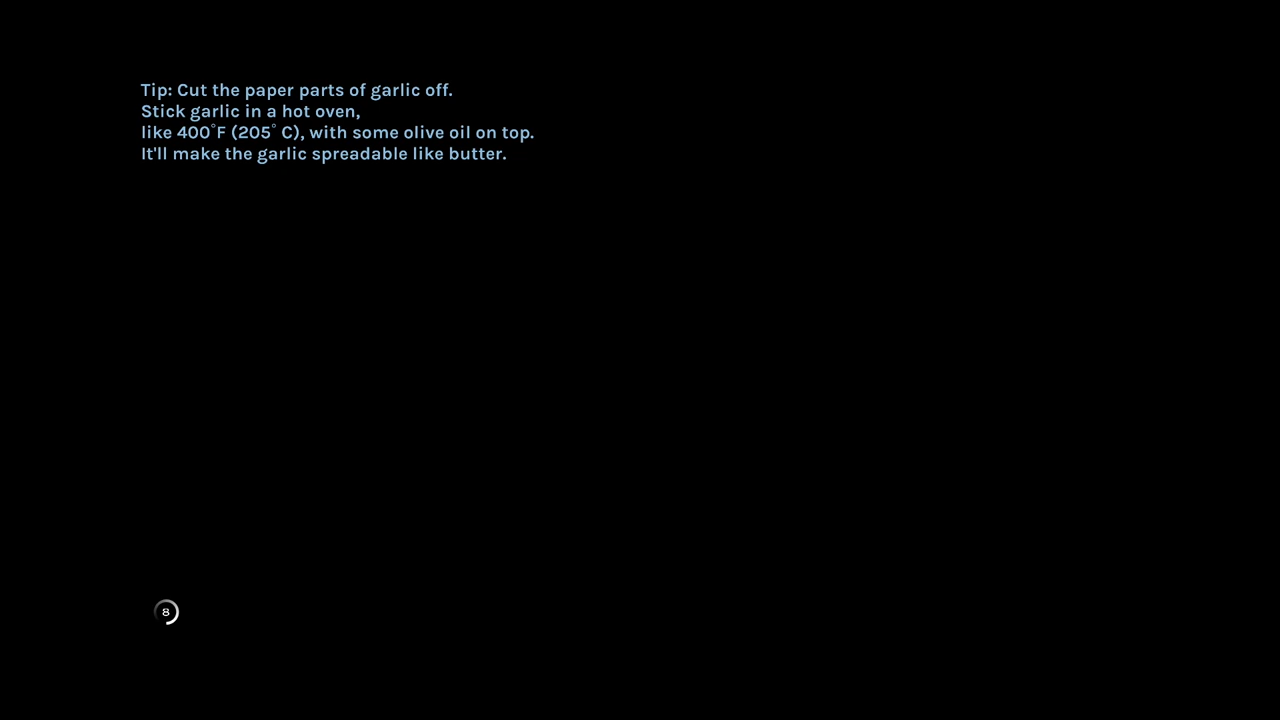 Tip: Cut the paper parts of garlic off.
Stick garlic in a hot oven,
like 400°F (205° C), with some olive oil on top.
It'll make the garlic spreadable like butter.
8